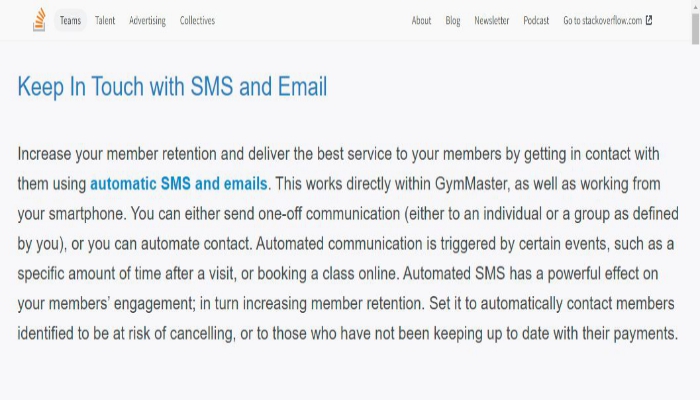 Teams Talent Advertising Collectives About Blog Newsletter Podcast Go to stackoverflow.com
Keep In Touch with SMS and Email
Increase your member retention and deliver the best service to your members by getting in contact with
them using automatic SMS and emails. This works directly within GymMaster, as well as working from
your smartphone. You can either send one-off communication (either to an individual or a group as defined
by you), or you can automate contact. Automated communication is triggered by certain events, such as a
specific amount of time after a visit, or booking a class online. Automated SMS has a powerful effect on
your members' engagement; in turn increasing member retention. Set it to automatically contact members
identified to be at risk of cancelling, or to those who have not been keeping up to date with their payments.